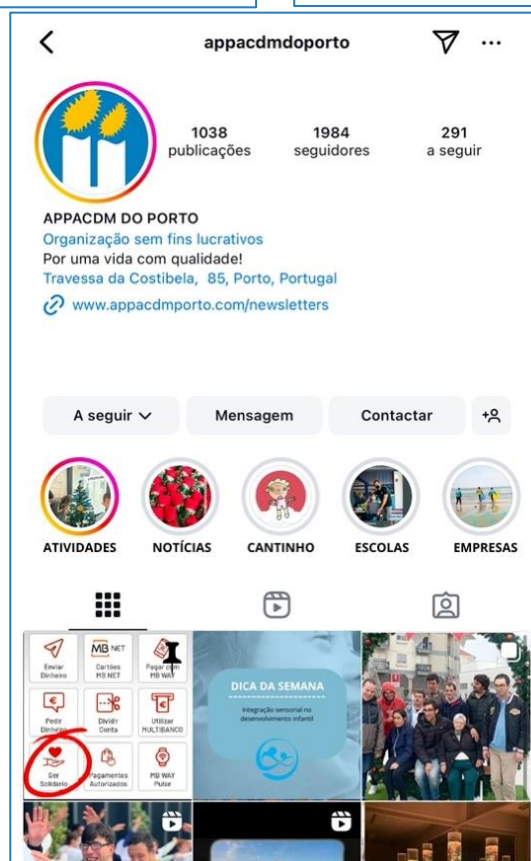 appacdmdoporto
1038 1984 291
publicações seguidores a seguir
APPACDM DO PORTO
Organização sem fins lucrativos
Por uma vida com qualidade!
Travessa da Costibela, 85, Porto, Portugal
www.appacdmporto.com/newsletters
A seguir Mensagem Contactar
ATIVIDADES NOTÍCIAS CANTINHO ESCOLAS EMPRESAS
MB NET
Enviar Dinheiro
Cartões MB NET
Pagar com MB WAY
Pedir Dinheiro
Dividir Conta
Utilizar MULTIBANCO
Ser Solidário
Pagamentos Autorizados
MB WAY Pulse
DICA DA SEMANA
Integração sensorial no
desenvolvimento infantil